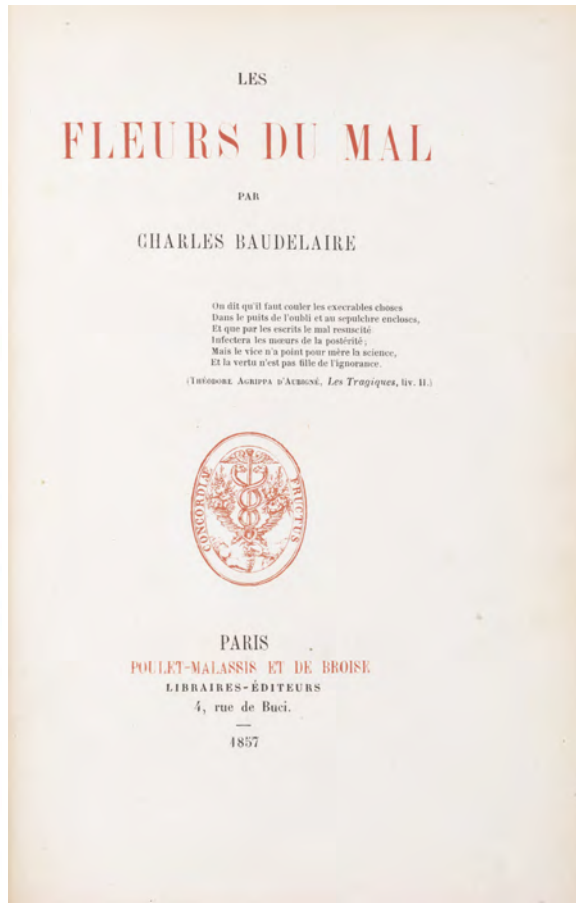 LES
FLEURS DU MAL
PAR
CHARLES BAUDELAIRE
On dit qu'il faut couler les execrables choses
Dans le puits de l'oubli et au sepulchre encloses,
Et que par les escrits le mal resuscité
Infectera les mœurs de la postérité;
Mais le vice n'a point pour mère la science,
Et la vertu n'est pas fille de l'ignorance.
(THÉODORE AGRIPPA D'AUBIGNÉ, Les Tragiques, liv. II.)
CONCORDIÆ FRUCTUS
PARIS
POULET-MALASSIS ET DE BROISE
LIBRAIRES-ÉDITEURS
4, rue de Buci.
1857